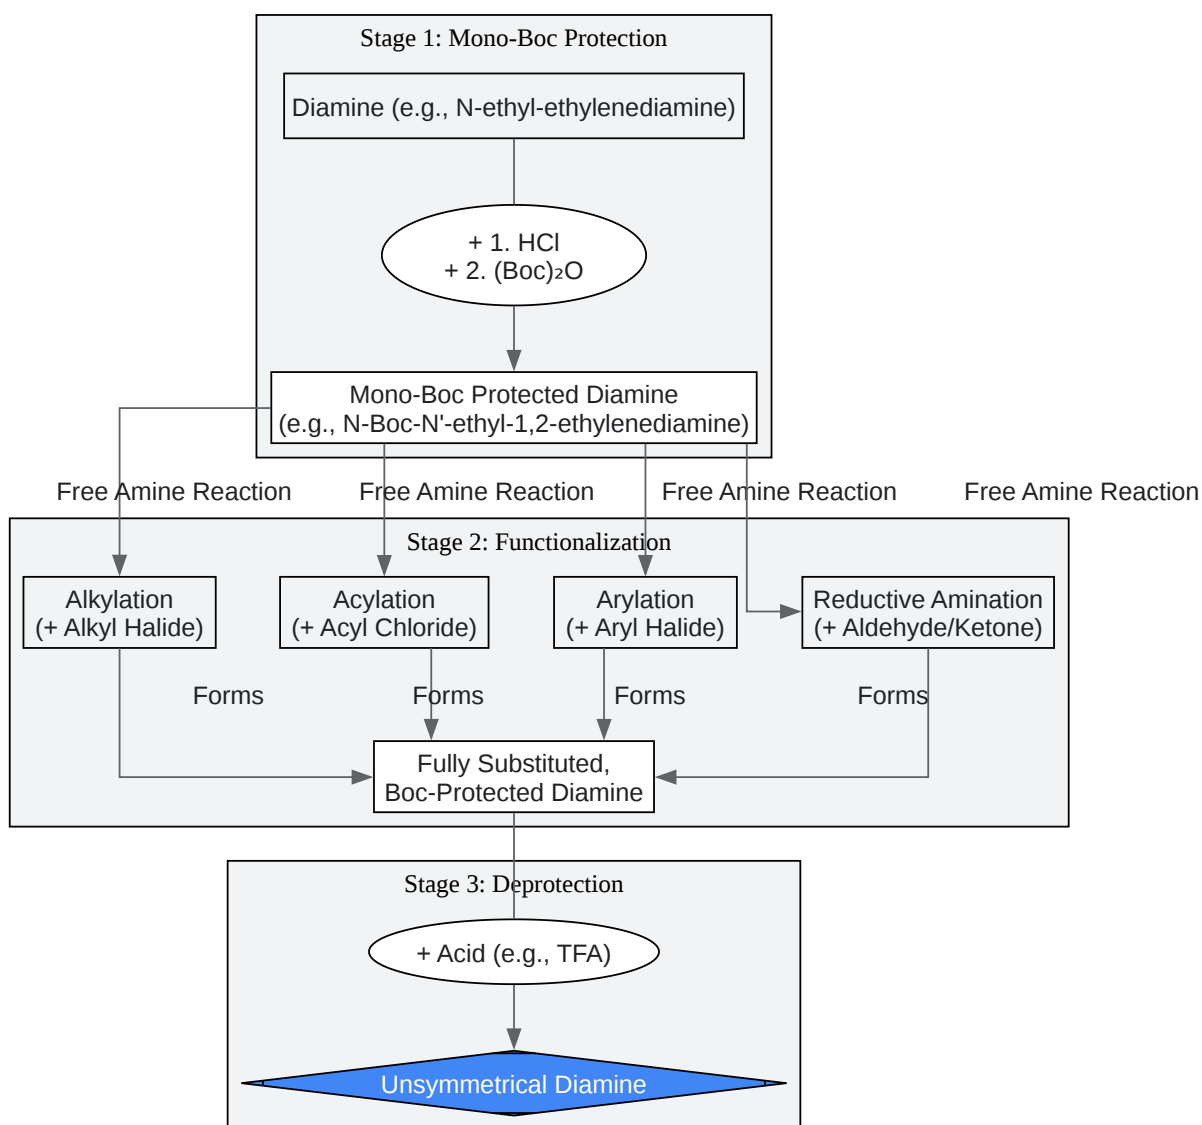 Stage 1: Mono-Boc Protection
Diamine (e.g., N-ethyl-ethylenediamine)
+ 1. HCl
+ 2. (Boc)₂O
Mono-Boc Protected Diamine
(e.g., N-Boc-N'-ethyl-1,2-ethylenediamine)
Free Amine Reaction
Free Amine Reaction
Free Amine Reaction
Free Amine Reaction
Stage 2: Functionalization
Alkylation
(+ Alkyl Halide)
Acylation
(+ Acyl Chloride)
Arylation
(+ Aryl Halide)
Reductive Amination
(+ Aldehyde/Ketone)
Forms
Forms
Forms
Forms
Fully Substituted,
Boc-Protected Diamine
Stage 3: Deprotection
+ Acid (e.g., TFA)
Unsymmetrical Diamine